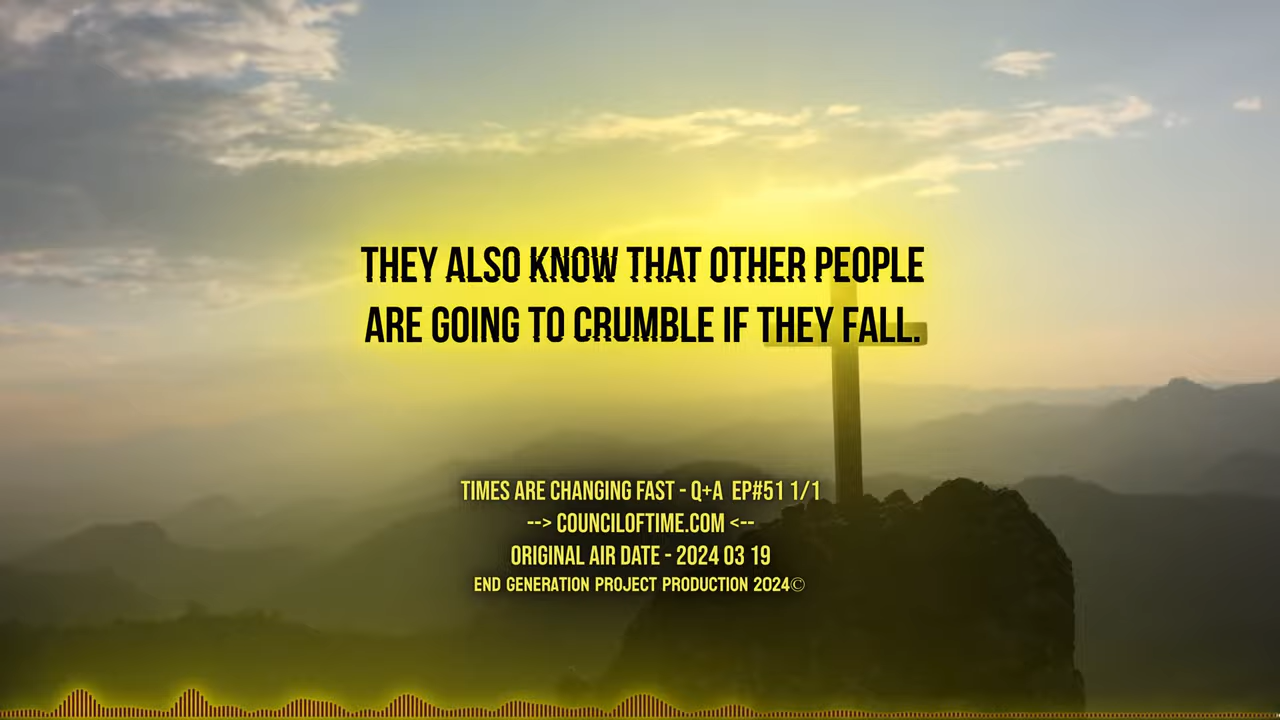 THEY ALSO KNOW THAT OTHER PEOPLE
ARE GOING TO CRUMBLE IF THEY FALL.
TIMES ARE CHANGING FAST - Q+A EP#51 1/1
--> COUNCILOFTIME.COM <--
ORIGINAL AIR DATE - 2024 03 19
END GENERATION PROJECT PRODUCTION 2024©